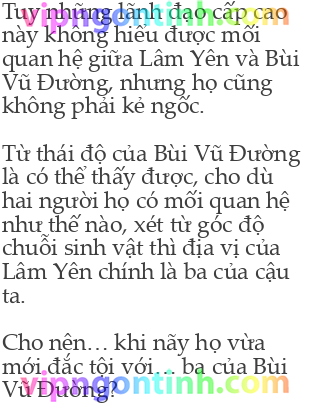 Tuy những lãnh đạo cấp cao
này không hiểu được mối
quan hệ giữa Lâm Yên và Bùi
Vũ Đường, nhưng họ cũng
không phải kẻ ngốc.
Từ thái độ của Bùi Vũ Đường
là có thể thấy được, cho dù
hai người họ có mối quan hệ
như thế nào, xét từ góc độ
chuỗi sinh vật thì địa vị của
Lâm Yên chính là ba của cậu
ta.
Cho nên… khi nãy họ vừa
mới đắc tội với… ba của Bùi
Vũ Đường?
vipngontinh.com
vipngontinh.com